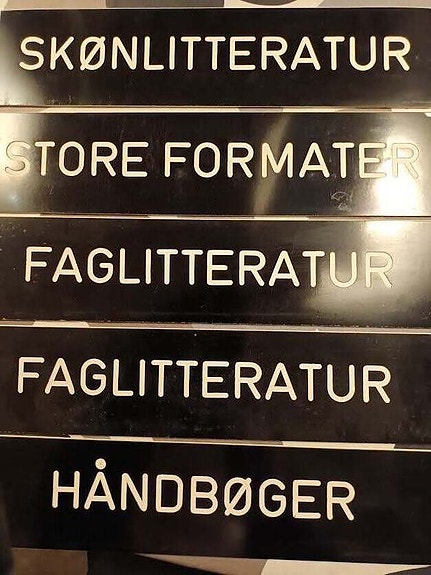 SKØNLITTERATUR
STORE FORMATER
FAGLITTERATUR
FAGLITTERATUR
HÅNDBØGER